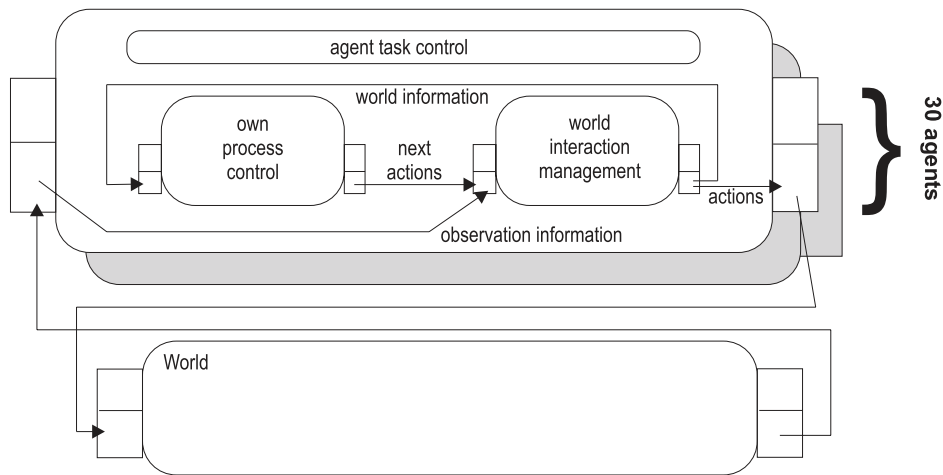 agent task control
world information
own
process
control
next
actions
world
interaction
management
actions
observation information
30 agents
World